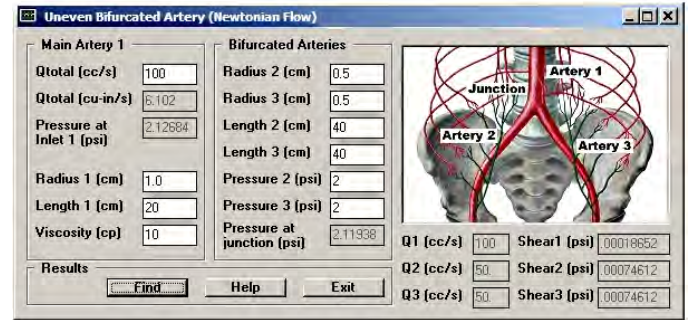 Uneven Bifurcated Artery (Newtonian Flow)
Main Artery 1
Qtotal (cc/s) 100
Qtotal (cu-in/s) 6.102
Pressure at
Inlet 1 (psi) 2.12684
Radius 1 (cm) 1.0
Length 1 (cm) 20
Viscosity (cp) 10
Bifurcated Arteries
Radius 2 (cm) 0.5
Radius 3 (cm) 0.5
Length 2 (cm) 40
Length 3 (cm) 40
Pressure 2 (psi) 2
Pressure 3 (psi) 2
Pressure at
junction (psi) 2.11938
Artery 1
Junction
Artery 2
Artery 3
Q1 (cc/s) 100 Shear1 (psi) .00018652
Q2 (cc/s) 50. Shear2 (psi) .00074612
Q3 (cc/s) 50. Shear3 (psi) .00074612
Results
Find Help Exit